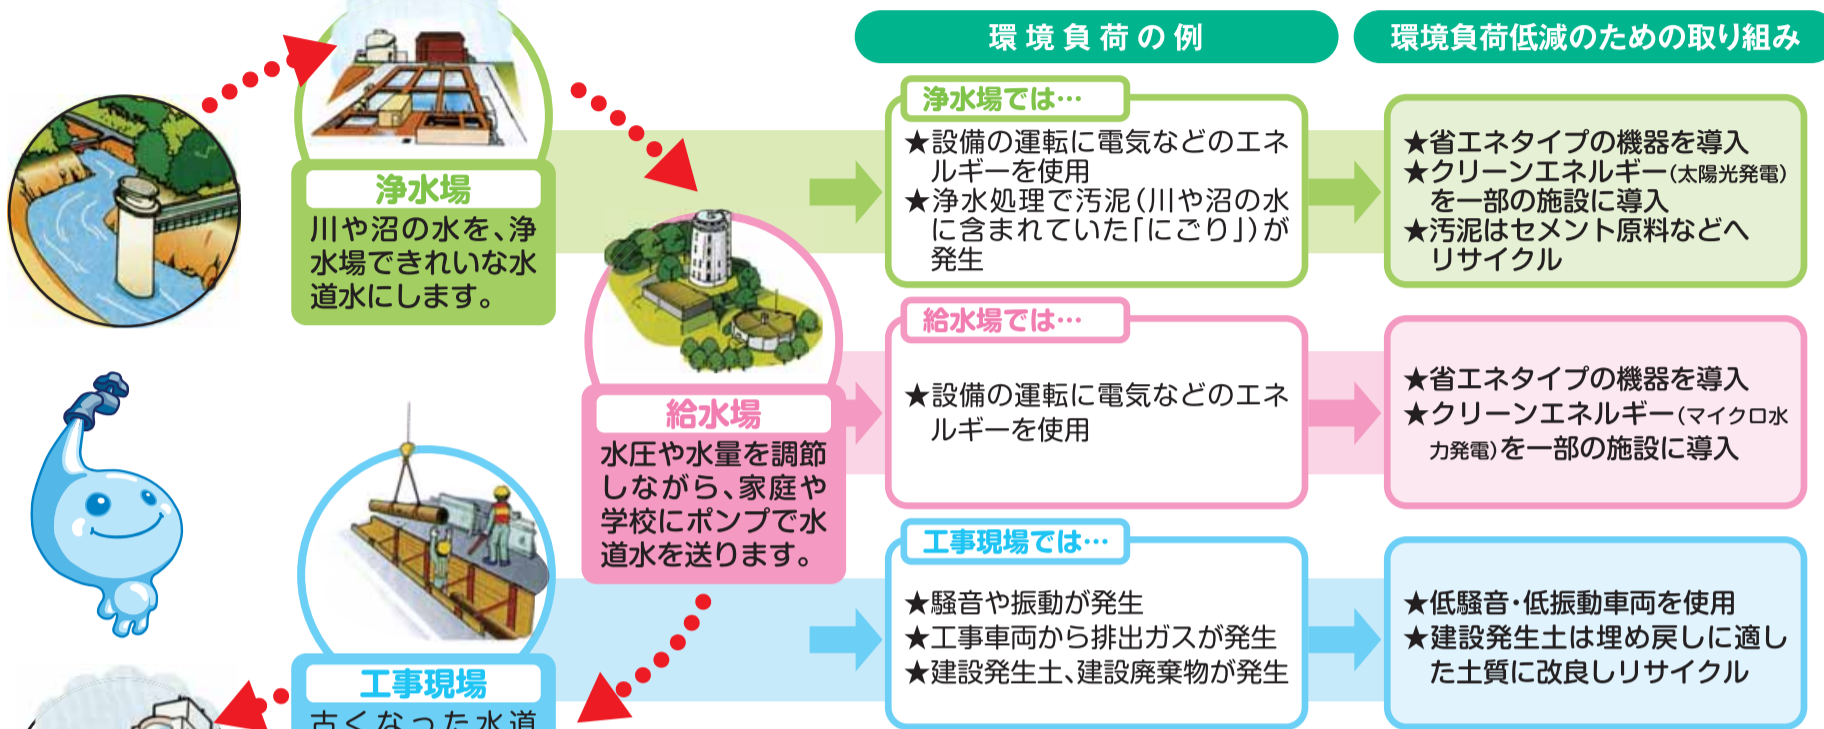 環境負荷の例
環境負荷低減のための取り組み
浄水場
川や沼の水を、浄
水場できれいな水
道水にします。
浄水場では…
★設備の運転に電気などのエネ
ルギーを使用
★浄水処理で汚泥(川や沼の水
に含まれていた「にごり」)が
発生
★省エネタイプの機器を導入
★クリーンエネルギー(太陽光発電)
を一部の施設に導入
★汚泥はセメント原料などへ
リサイクル
給水場
水圧や水量を調節
しながら、家庭や
学校にポンプで水
道水を送ります。
給水場では…
★設備の運転に電気などのエネ
ルギーを使用
★省エネタイプの機器を導入
★クリーンエネルギー(マイクロ水
力発電)を一部の施設に導入
工事現場
古くなった水道
工事現場では…
★騒音や振動が発生
★工事車両から排出ガスが発生
★建設発生土、建設廃棄物が発生
★低騒音・低振動車両を使用
★建設発生土は埋め戻しに適し
た土質に改良しリサイクル